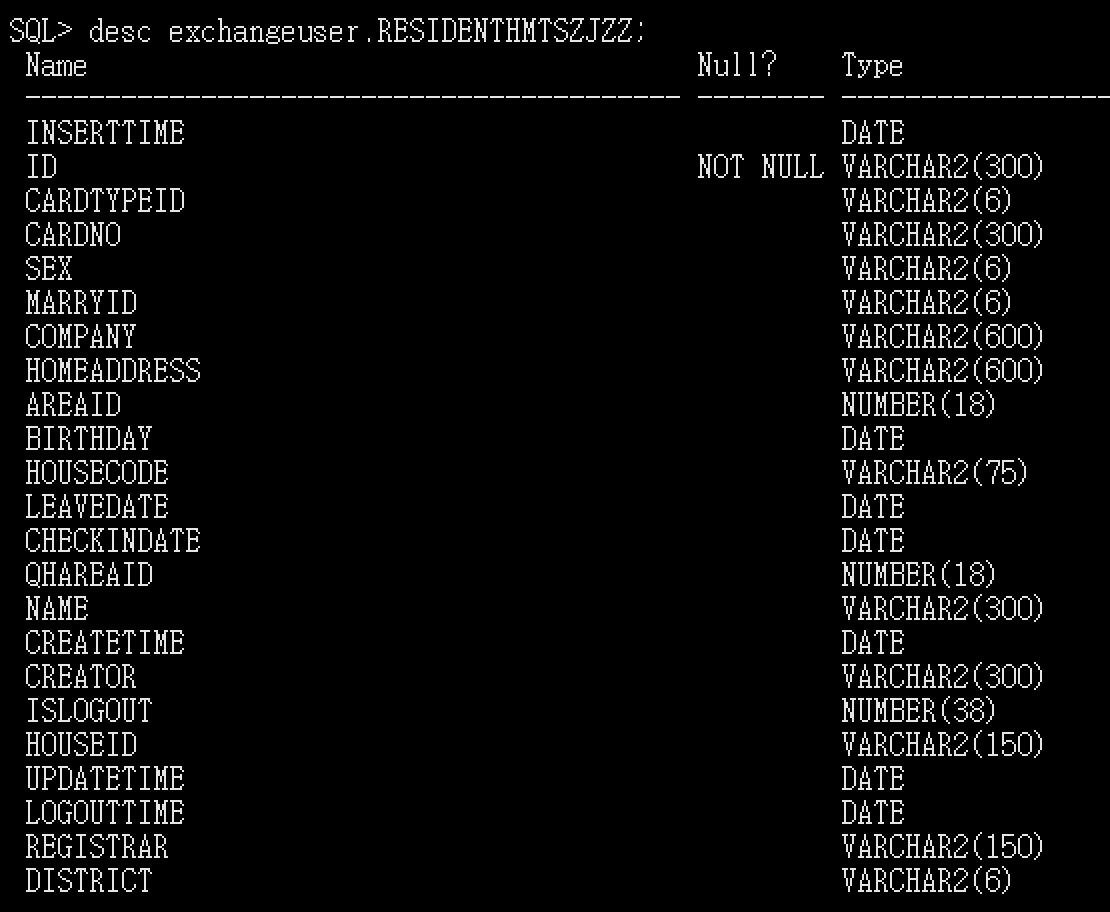 SQL> desc exchangeuser.RESIDENTHMTSZJZZ;
Name Null? Type
----------------------------------------- -------- -----------------
INSERTTIME DATE
ID NOT NULL VARCHAR2(300)
CARDTYPEID VARCHAR2(6)
CARDNO VARCHAR2(300)
SEX VARCHAR2(6)
MARRYID VARCHAR2(6)
COMPANY VARCHAR2(600)
HOMEADDRESS VARCHAR2(600)
AREAID NUMBER(18)
BIRTHDAY DATE
HOUSECODE VARCHAR2(75)
LEAVEDATE DATE
CHECKINDATE DATE
QHAREAID NUMBER(18)
NAME VARCHAR2(300)
CREATETIME DATE
CREATOR VARCHAR2(300)
ISLOGOUT NUMBER(38)
HOUSEID VARCHAR2(150)
UPDATETIME DATE
LOGOUTTIME DATE
REGISTRAR VARCHAR2(150)
DISTRICT VARCHAR2(6)